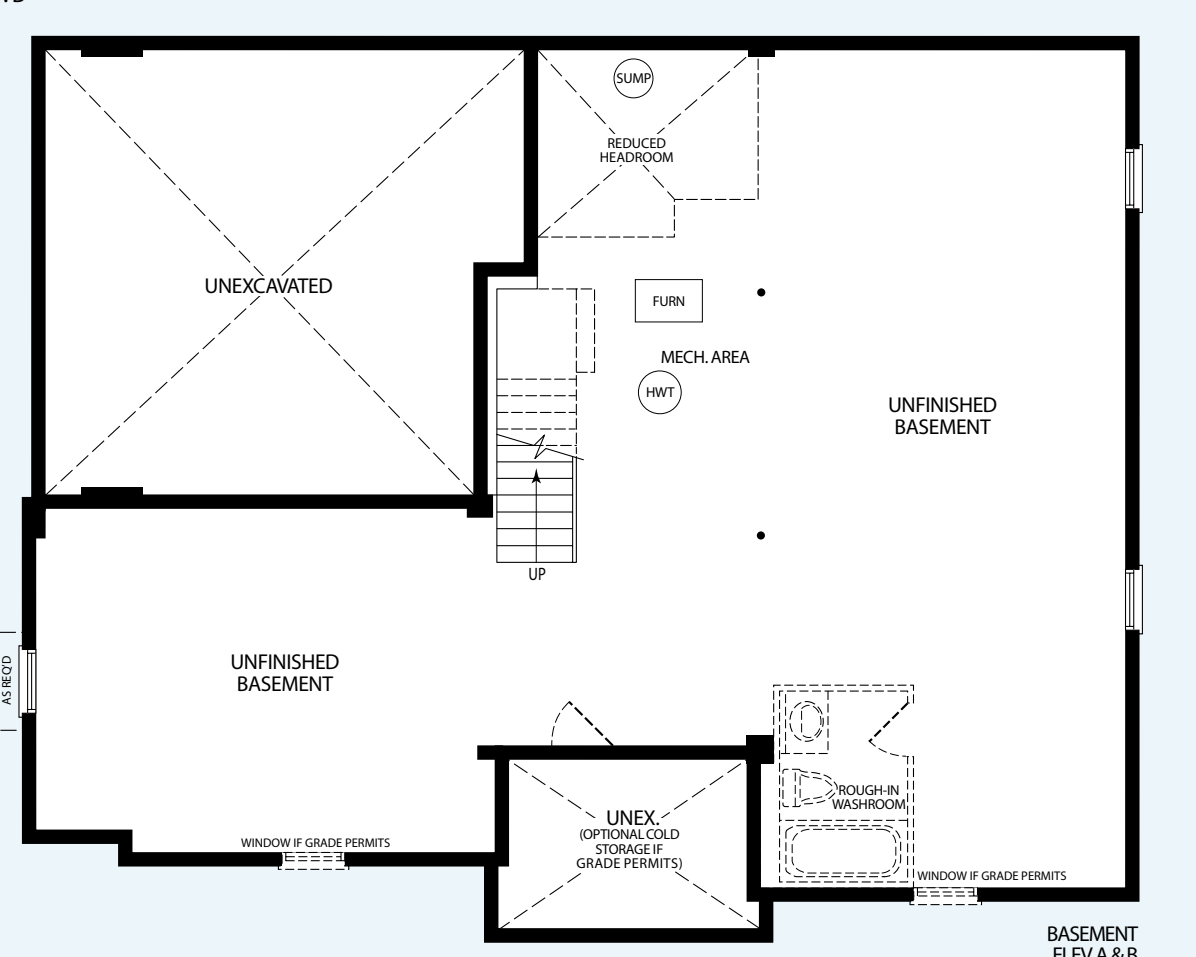 SUMP
REDUCED
HEADROOM
UNEXCAVATED
FURN
MECH. AREA
HWT
UNFINISHED
BASEMENT
UP
UNFINISHED
BASEMENT
AS REQ'D
ROUGH-IN
WASHROOM
UNEX.
(OPTIONAL COLD
STORAGE IF
GRADE PERMITS)
WINDOW IF GRADE PERMITS
WINDOW IF GRADE PERMITS
BASEMENT
ELEV A & B